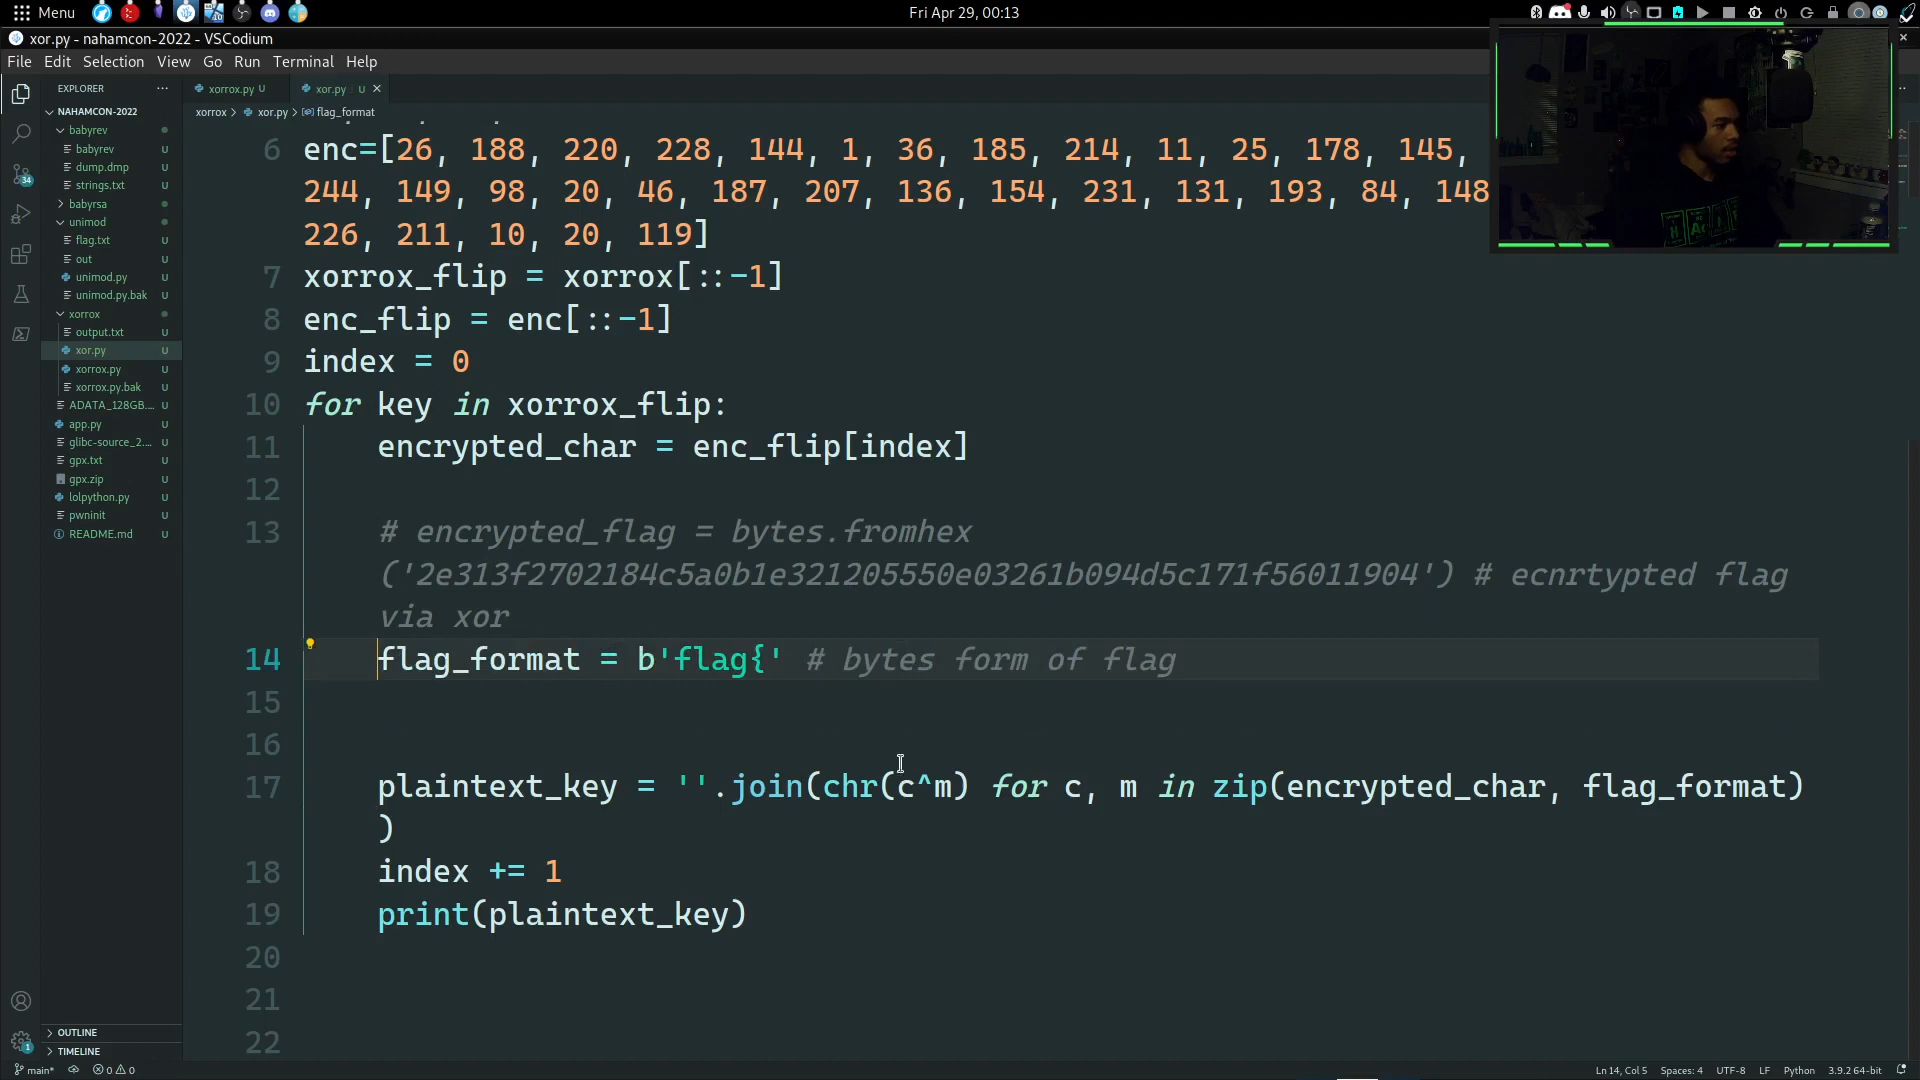 Menu
Fri Apr 29, 00:13
xor.py - nahamcon-2022 - VSCodium
File Edit Selection View Go Run Terminal Help
EXPLORER
xorrox.py U
xor.py U
xorrox > xor.py > flag_format
NAHAMCON-2022
babyrev
babyrev U
dump.dmp U
strings.txt U
babyrsa
unimod
flag.txt U
out U
unimod.py U
unimod.py.bak U
xorrox
output.txt U
xor.py U
xorrox.py U
xorrox.py.bak U
ADATA_128GB.... U
app.py U
glibc-source_2.... U
gpx.txt U
gpx.zip U
lolpython.py U
pwninit U
README.md U
34
OUTLINE
TIMELINE
1
6 enc=[26, 188, 220, 228, 144, 1, 36, 185, 214, 11, 25, 178, 145,
244, 149, 98, 20, 46, 187, 207, 136, 154, 231, 131, 193, 84, 148
226, 211, 10, 20, 119]
7 xorrox_flip = xorrox[::-1]
8 enc_flip = enc[::-1]
9 index = 0
10 for key in xorrox_flip:
11 encrypted_char = enc_flip[index]
12
13 # encrypted_flag = bytes.fromhex
('2e313f2702184c5a0b1e321205550e03261b094d5c171f56011904') # ecnrtypted flag
via xor
14 flag_format = b'flag{' # bytes form of flag
15
16
17 plaintext_key = ''.join(chr(c^m) for c, m in zip(encrypted_char, flag_format)
)
18 index += 1
19 print(plaintext_key)
20
21
22
main*
0 0
Ln 14, Col 5 Spaces: 4 UTF-8 LF Python 3.9.2 64-bit